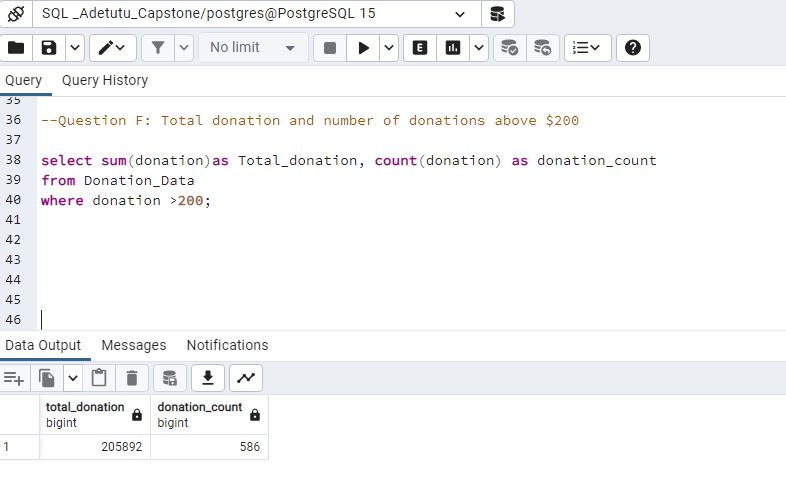 SQL _Adetutu_Capstone/postgres@PostgreSQL 15
No limit
E
Query Query History
35
36 --Question F: Total donation and number of donations above $200
37
38 select sum(donation)as Total_donation, count(donation) as donation_count
39 from Donation_Data
40 where donation >200;
41
42
43
44
45
46
Data Output Messages Notifications
total_donation donation_count
bigint bigint
1 205892 586